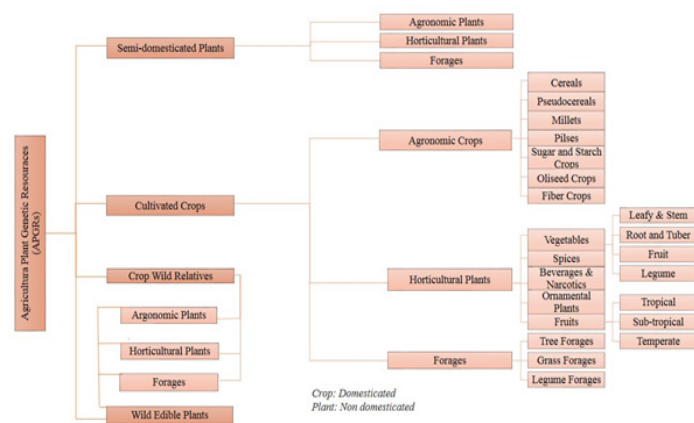 Agricultura Plant Genetic Resouraces
(APGRs)
Semi-domesticated Plants
Agronomic Plants
Horticultural Plants
Forages
Cultivated Crops
Agronomic Crops
Cereals
Pseudocereals
Millets
Pilses
Sugar and Starch
Crops
Oliseed Crops
Fiber Crops
Horticultural Plants
Vegetables
Leafy & Stem
Root and Tuber
Fruit
Legume
Spices
Beverages &
Narcotics
Ornamental
Plants
Fruits
Tropical
Sub-tropical
Temperate
Forages
Tree Forages
Grass Forages
Legume Forages
Crop Wild Relatives
Argonomic Plants
Horticultural Plants
Forages
Wild Edible Plants
Crop: Domesticated
Plant: Non domesticated